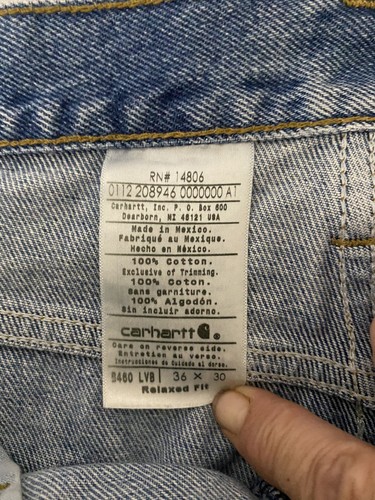 RN# 14806
0112 208946 0000000 A1
Carhartt, Inc. P. O. Box 600
Dearborn, MI 48121 USA
Made in Mexico.
Fabriqué au Mexique.
Hecho en México.
100% Cotton.
Exclusive of Trimming.
100% Coton.
Sans garniture.
100% Algodón.
Sin incluir adorno.
carhartt
Care on reverse side.
Entretien au verso.
Instrucciones de Cuidado al dorso.
B460 LVB 36 X 30
Relaxed Fit